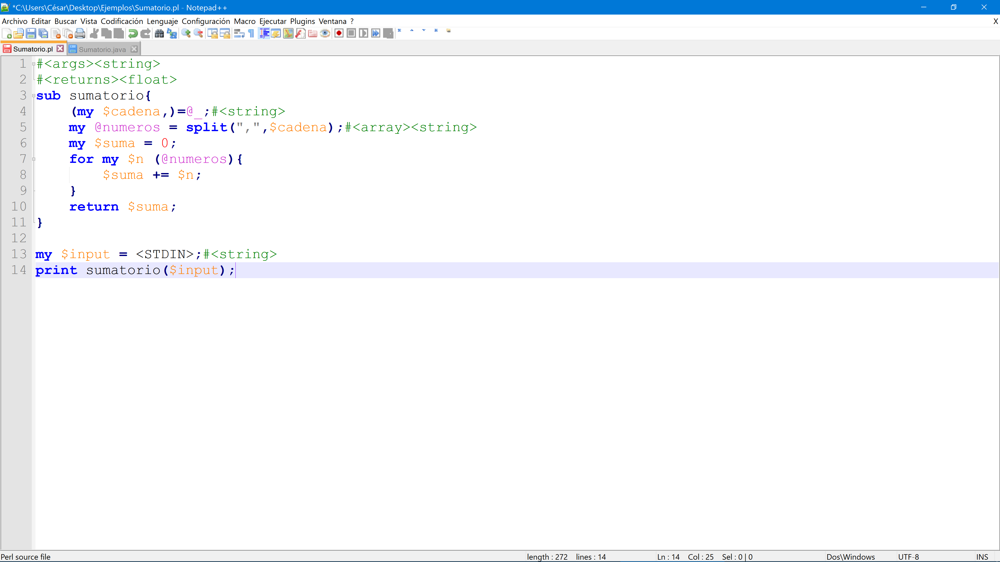 *C:\Users\César\Desktop\Ejemplos\Sumatorio.pl - Notepad++
Archivo Editar Buscar Vista Codificación Lenguaje Configuración Macro Ejecutar Plugins Ventana ? X
Sumatorio.pl Sumatorio.java
1 #<args><string>
2 #<returns><float>
3 sub sumatorio{
4 (my $cadena,)=@_;#<string>
5 my @numeros = split(",",$cadena);#<array><string>
6 my $suma = 0;
7 for my $n (@numeros){
8 $suma += $n;
9 }
10 return $suma;
11 }
12
13 my $input = <STDIN>;#<string>
14 print sumatorio($input);
Perl source file length : 272 lines : 14 Ln : 14 Col : 25 Sel : 0 | 0 Dos\Windows UTF-8 INS